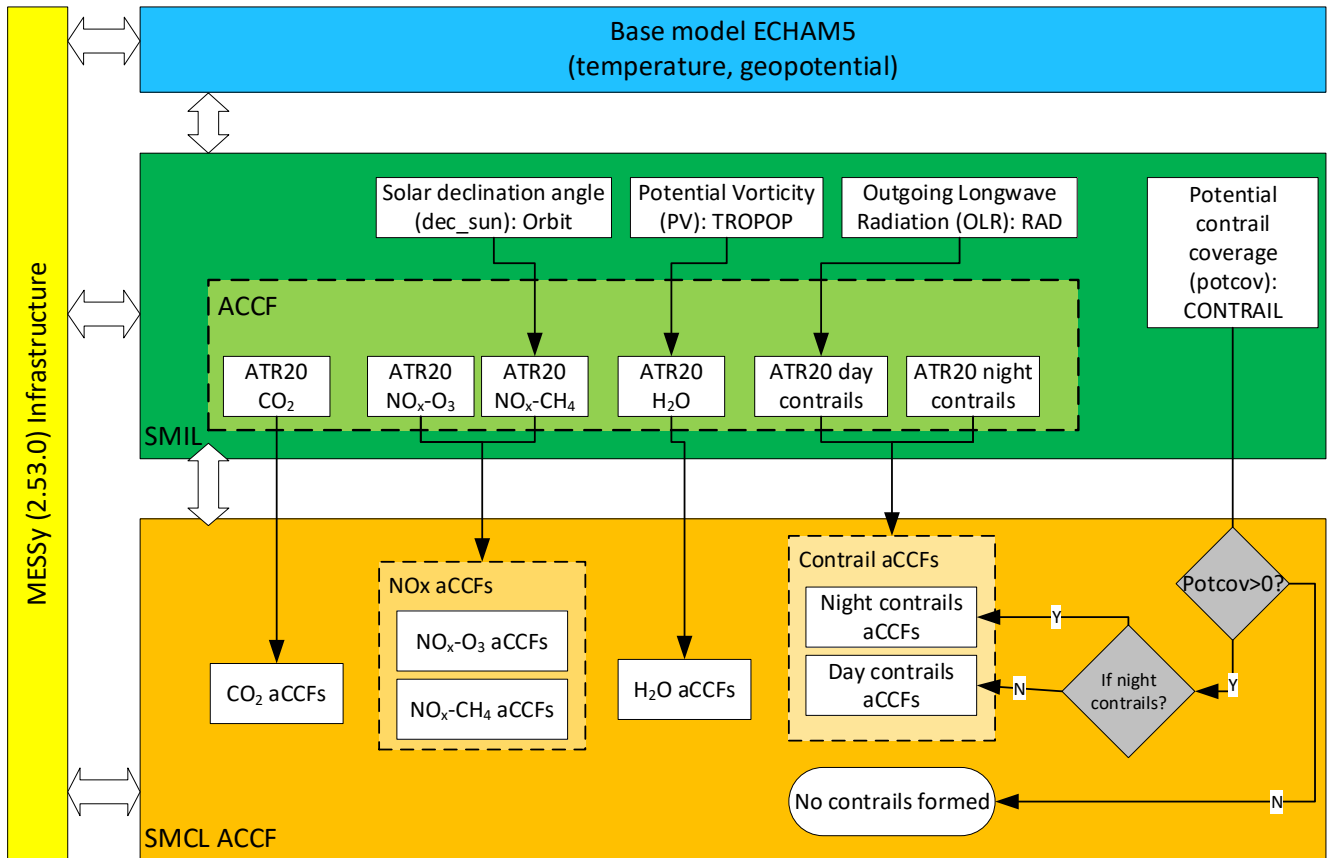 MESSy (2.53.0) Infrastructure
Base model ECHAM5
(temperature, geopotential)
Solar declination angle
(dec_sun): Orbit
Potential Vorticity
(PV): TROPOP
Outgoing Longwave
Radiation (OLR): RAD
Potential
contrail
coverage
(potcov):
CONTRAIL
ACCF
ATR20
CO₂
ATR20
NOₓ-O₃
ATR20
NOₓ-CH₄
ATR20
H₂O
ATR20 day
contrails
ATR20 night
contrails
SMIL
Contrail aCCFs
Potcov>0?
NOx aCCFs
Night contrails
aCCFs
Y
NOₓ-O₃ aCCFs
Day contrails
aCCFs
N
If night
contrails?
Y
CO₂ aCCFs
NOₓ-CH₄ aCCFs
H₂O aCCFs
No contrails formed
N
SMCL ACCF